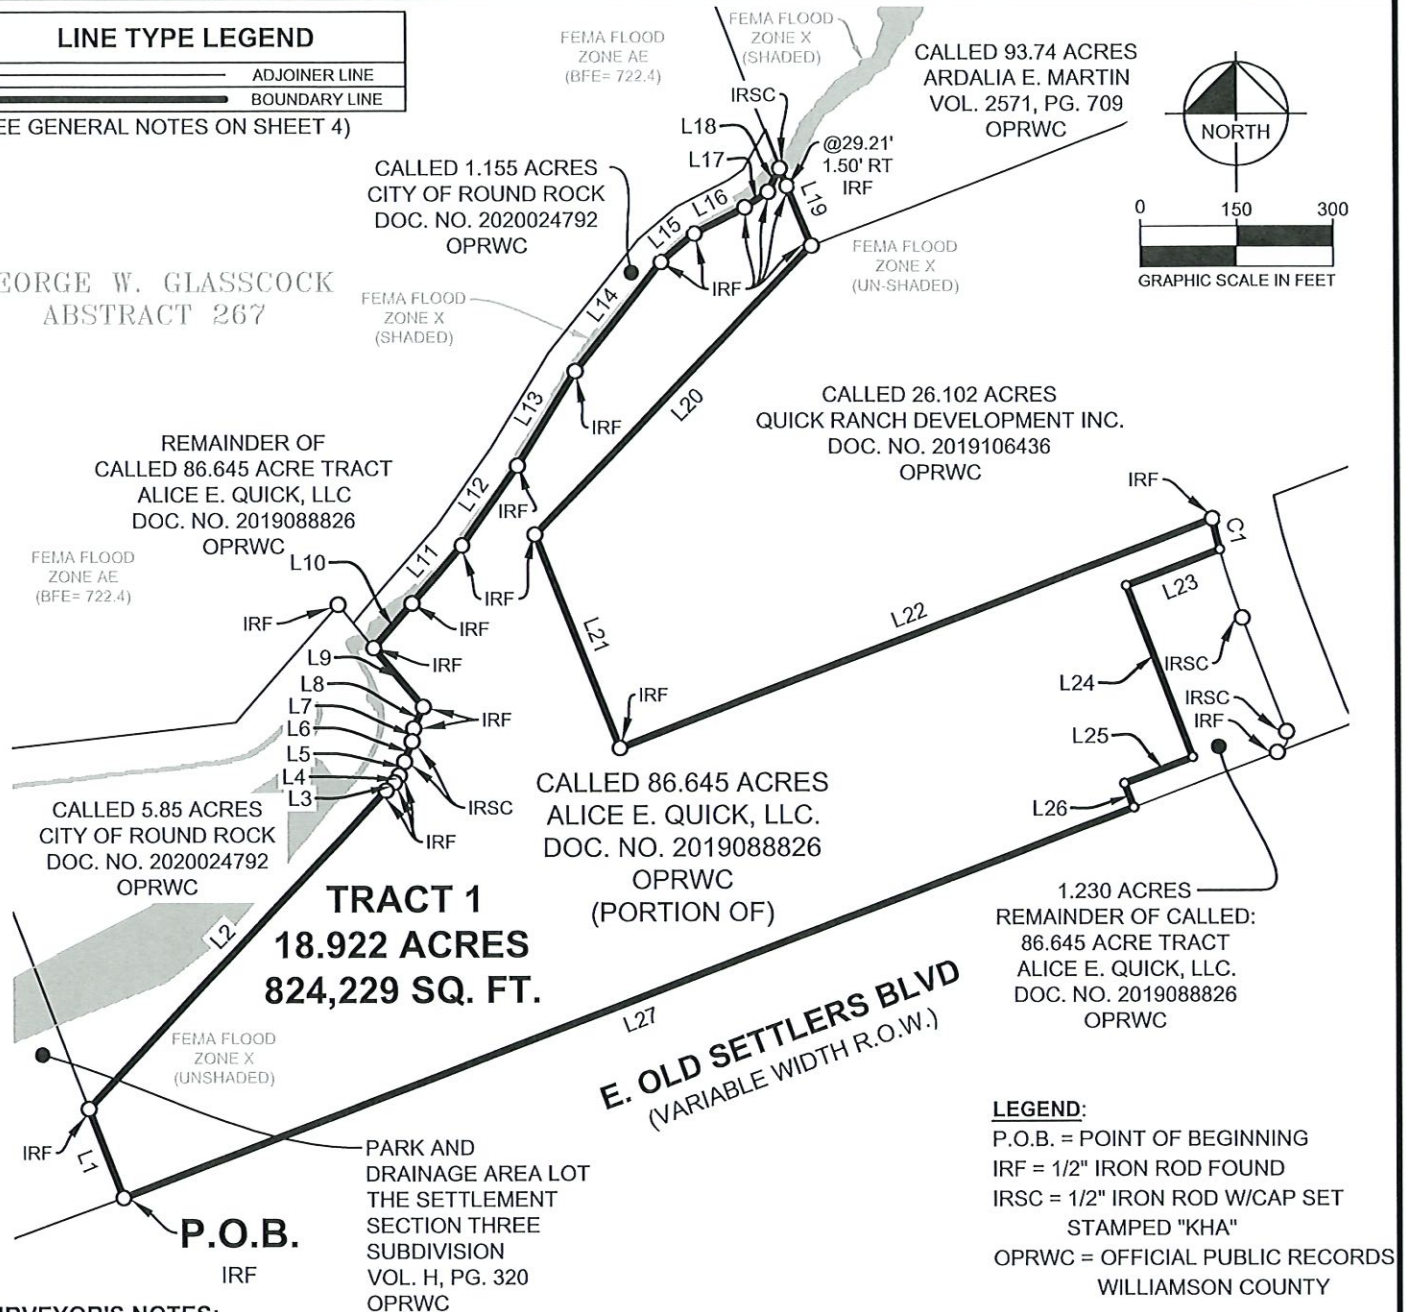 LINE TYPE LEGEND
ADJOINER LINE
BOUNDARY LINE
EE GENERAL NOTES ON SHEET 4)
FEMA FLOOD
ZONE AE
(BFE= 722.4)
FEMA FLOOD
ZONE X
(SHADED)
CALLED 93.74 ACRES
ARDALIA E. MARTIN
VOL. 2571, PG. 709
OPRWC
NORTH
0 150 300
GRAPHIC SCALE IN FEET
IRSC
L18
L17
@29.21'
1.50' RT
IRF
CALLED 1.155 ACRES
CITY OF ROUND ROCK
DOC. NO. 2020024792
OPRWC
L16
L15
L19
IRF
FEMA FLOOD
ZONE X
(UN-SHADED)
EORGE W. GLASSCOCK
ABSTRACT 267
FEMA FLOOD
ZONE X
(SHADED)
L14
L13
IRF
L20
CALLED 26.102 ACRES
QUICK RANCH DEVELOPMENT INC.
DOC. NO. 2019106436
OPRWC
REMAINDER OF
CALLED 86.645 ACRE TRACT
ALICE E. QUICK, LLC
DOC. NO. 2019088826
OPRWC
L12
IRF
IRF
C1
FEMA FLOOD
ZONE AE
(BFE= 722.4)
L10
L11
IRF
IRF
IRF
L23
L22
L21
L9
IRF
L8
L7
L6
L5
L4
L3
IRF
IRSC
IRF
IRF
L24
IRSC
IRSC
IRF
L25
L26
CALLED 5.85 ACRES
CITY OF ROUND ROCK
DOC. NO. 2020024792
OPRWC
CALLED 86.645 ACRES
ALICE E. QUICK, LLC.
DOC. NO. 2019088826
OPRWC
(PORTION OF)
TRACT 1
18.922 ACRES
824,229 SQ. FT.
L2
1.230 ACRES
REMAINDER OF CALLED:
86.645 ACRE TRACT
ALICE E. QUICK, LLC.
DOC. NO. 2019088826
OPRWC
L27
E. OLD SETTLERS BLVD
(VARIABLE WIDTH R.O.W.)
FEMA FLOOD
ZONE X
(UNSHADED)
IRF
L1
P.O.B.
IRF
PARK AND
DRAINAGE AREA LOT
THE SETTLEMENT
SECTION THREE
SUBDIVISION
VOL. H, PG. 320
OPRWC
LEGEND:
P.O.B. = POINT OF BEGINNING
IRF = 1/2" IRON ROD FOUND
IRSC = 1/2" IRON ROD W/CAP SET
STAMPED "KHA"
OPRWC = OFFICIAL PUBLIC RECORDS
WILLIAMSON COUNTY